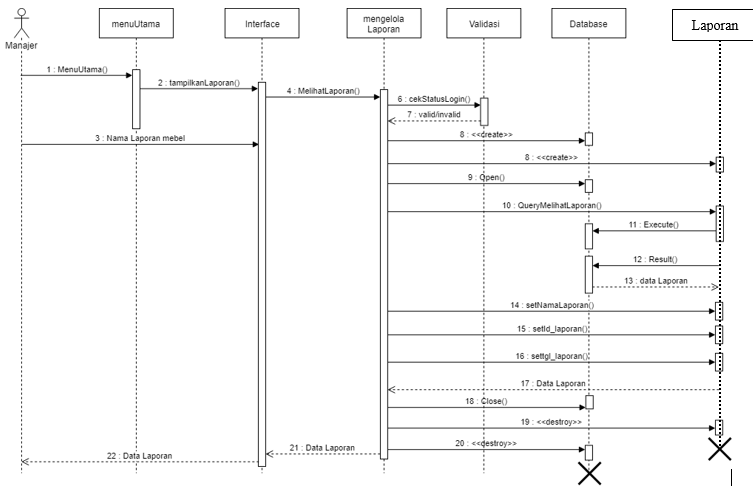 menuUtama
Interface
mengelola
Laporan
Validasi
Database
Laporan
Manajer
1 : MenuUtama()
2 : tampilkanLaporan()
4 : MelihatLaporan()
6 : cekStatusLogin()
7 : valid/invalid
3 : Nama Laporan mebel
8 : <<create>>
8 : <<create>>
9 : Open()
10 : QueryMelihatLaporan()
11 : Execute()
12 : Result()
13 : data Laporan
14 : setNamaLaporan()
15 : setId_laporan()
16 : settgl_laporan()
17 : Data Laporan
18 : Close()
19 : <<destroy>>
20 : <<destroy>>
21 : Data Laporan
22 : Data Laporan